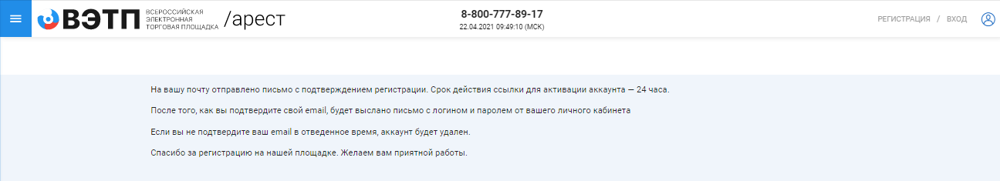 ВЭТП
ВСЕРОССИЙСКАЯ
ЭЛЕКТРОННАЯ
ТОРГОВАЯ ПЛОЩАДКА
/арест
8-800-777-89-17
22.04.2021 09:49:10 (МСК)
РЕГИСТРАЦИЯ / ВХОД
На вашу почту отправлено письмо с подтверждением регистрации. Срок действия ссылки для активации аккаунта — 24 часа.
После того, как вы подтвердите свой email, будет выслано письмо с логином и паролем от вашего личного кабинета
Если вы не подтвердите ваш email в отведенное время, аккаунт будет удален.
Спасибо за регистрацию на нашей площадке. Желаем вам приятной работы.